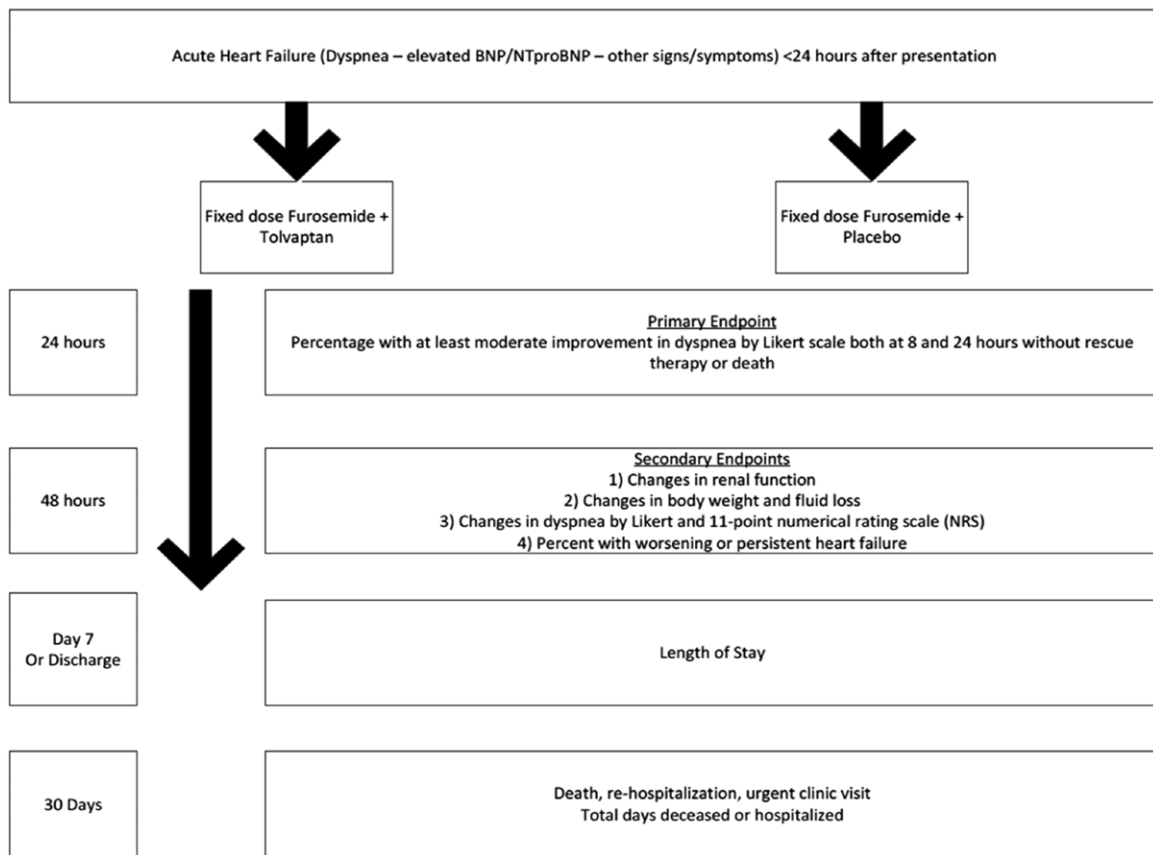 Acute Heart Failure (Dyspnea – elevated BNP/NTproBNP – other signs/symptoms) <24 hours after presentation
Fixed dose Furosemide +
Tolvaptan
Fixed dose Furosemide +
Placebo
24 hours
Primary Endpoint
Percentage with at least moderate improvement in dyspnea by Likert scale both at 8 and 24 hours without rescue
therapy or death
48 hours
Secondary Endpoints
1) Changes in renal function
2) Changes in body weight and fluid loss
3) Changes in dyspnea by Likert and 11-point numerical rating scale (NRS)
4) Percent with worsening or persistent heart failure
Day 7
Or Discharge
Length of Stay
30 Days
Death, re-hospitalization, urgent clinic visit
Total days deceased or hospitalized